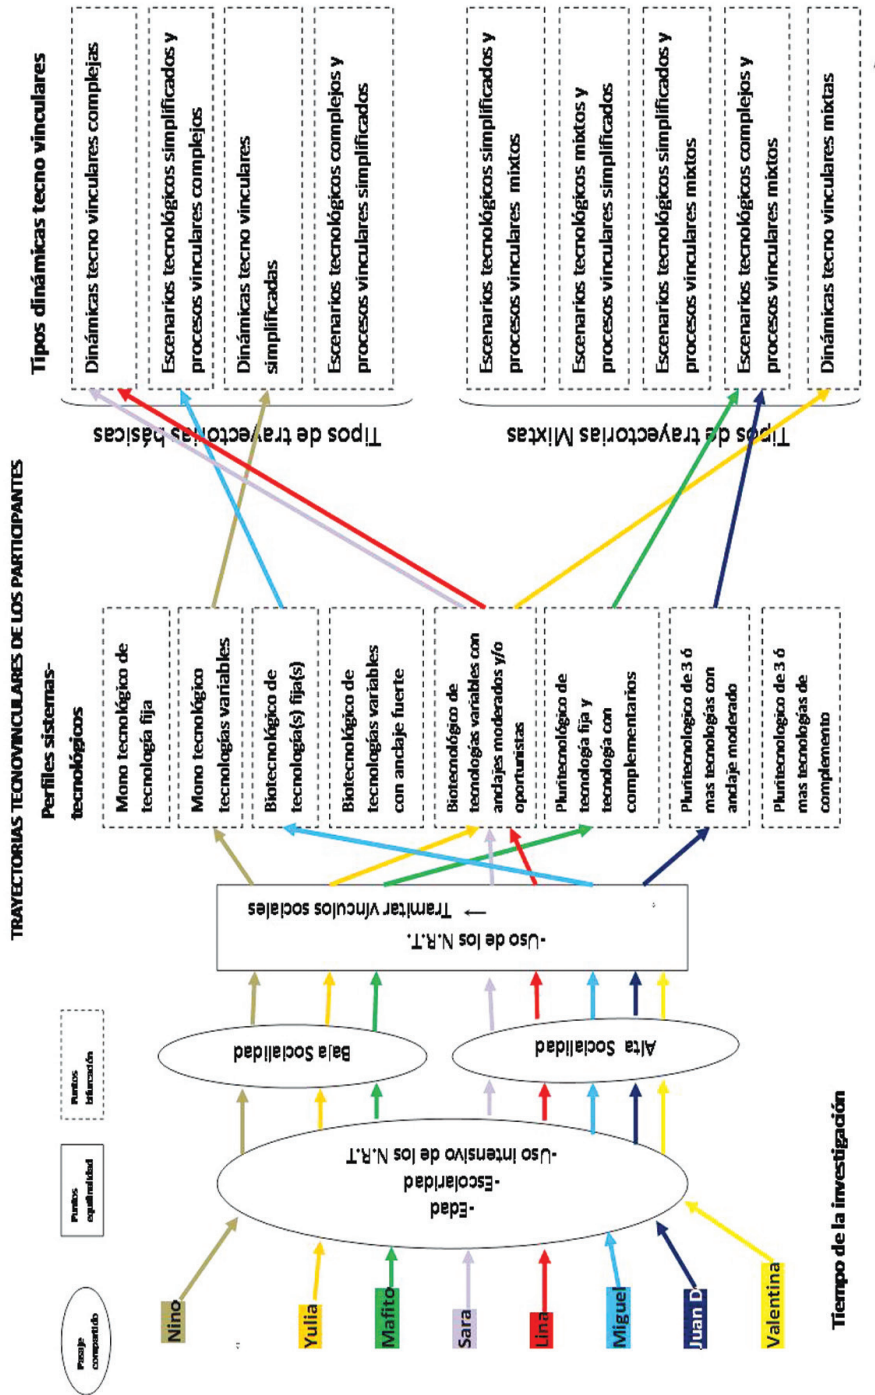 TRAYECTORIAS TECNOVINCULARES DE LOS PARTICIPANTES
Pasaje
compartido
Puntos
equifinalidad
Puntos
bifurcación
Perfiles sistemas-
tecnológicos
Tipos dinámicas tecno vinculares
Nino
Yulia
Mafito
Sara
Lina
Miguel
Juan D
Valentina
-Edad
-Escolaridad
-Uso intensivo de los N.R.T
Baja Socialidad
Alta Socialidad
-Uso de los N.R.T.
→ Tramitar vínculos sociales
Mono tecnológico de
tecnología fija
Mono tecnológico
tecnologías variables
Biotecnológico de
tecnología(s) fija(s)
Biotecnológico de
tecnologías variables
con anclaje fuerte
Biotecnológico de
tecnologías variables con
anclajes moderados y/o
oportunistas
Pluritecnológico de
tecnología fija y
tecnología con
complementarios
Pluritecnologico de 3 ó
mas tecnologías con
anclaje moderado
Pluritecnologico de 3 ó
mas tecnologías de
complemento
Tipos de trayectorias básicas
Dinámicas tecno vinculares complejas
Escenarios tecnológicos simplificados y
procesos vinculares complejos
Dinámicas tecno vinculares
simplificadas
Escenarios tecnológicos complejos y
procesos vinculares simplificados
Tipos de trayectorias Mixtas
Escenarios tecnológicos simplificados y
procesos vinculares mixtos
Escenarios tecnológicos mixtos y
procesos vinculares simplificados
Escenarios tecnológicos simplificados y
procesos vinculares mixtos
Escenarios tecnológicos complejos y
procesos vinculares mixtos
Dinámicas tecno vinculares mixtas
Tiempo de la investigación